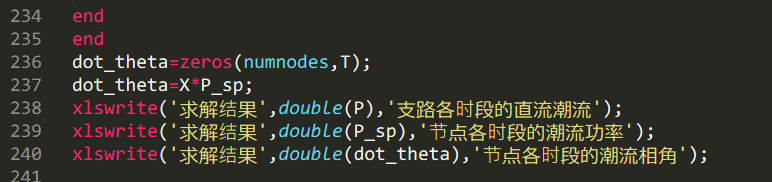 234 end
235 end
236 dot_theta=zeros(numnodes,T);
237 dot_theta=X*P_sp;
238 xlswrite('求解结果',double(P),'支路各时段的直流潮流');
239 xlswrite('求解结果',double(P_sp),'节点各时段的潮流功率');
240 xlswrite('求解结果',double(dot_theta),'节点各时段的潮流相角');
241